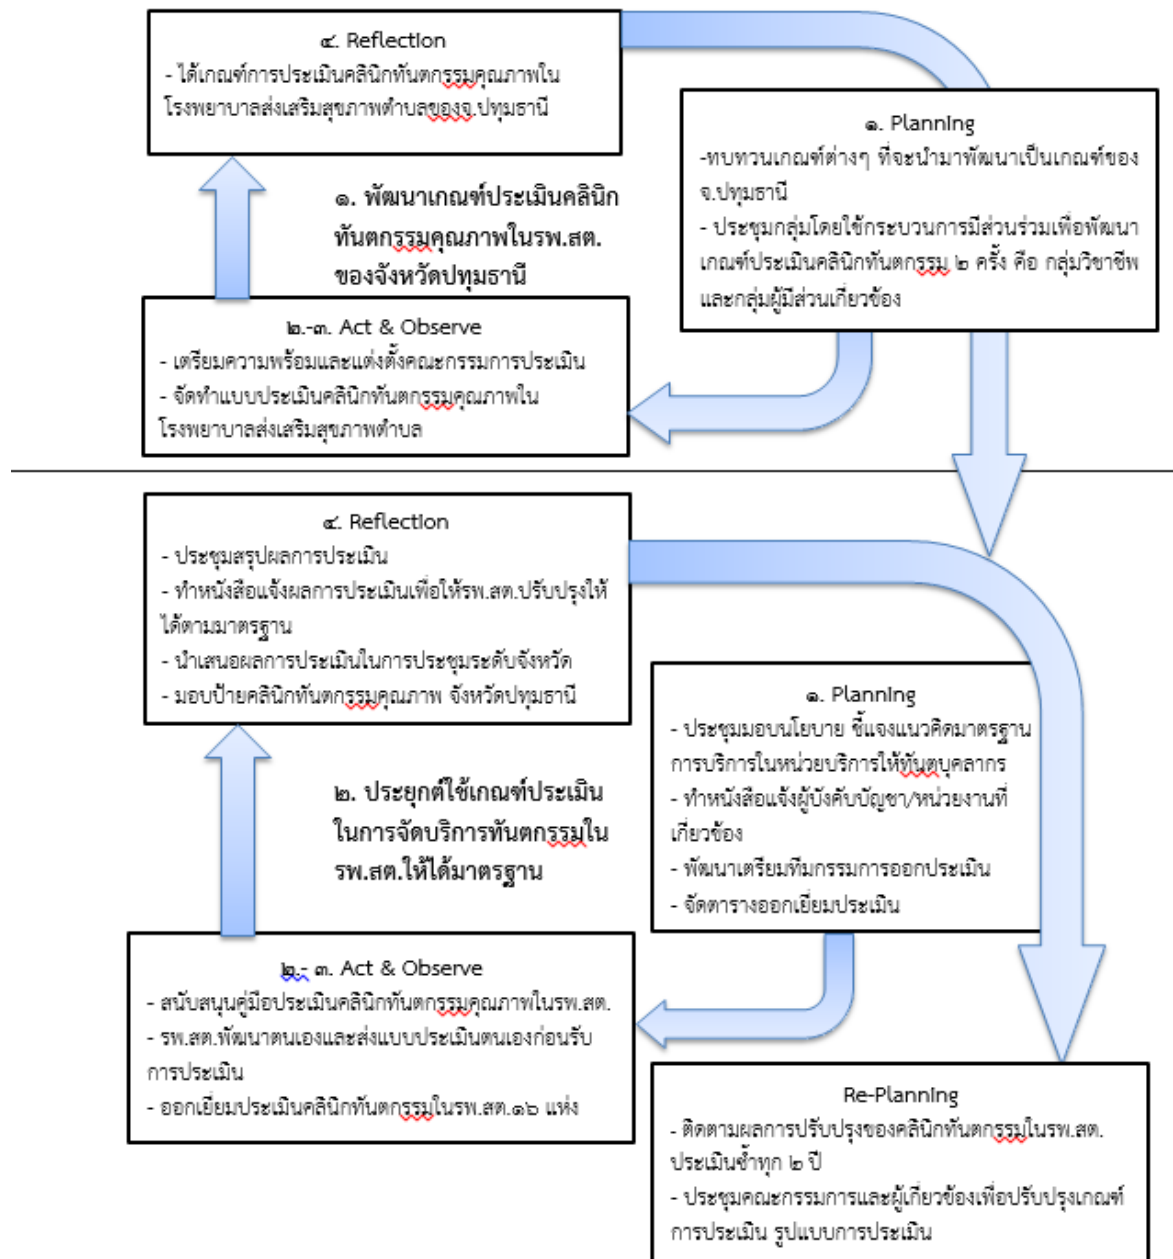 ๔. Reflection
- ได้เกณฑ์การประเมินคลินิกทันตกรรมคุณภาพใน
โรงพยาบาลส่งเสริมสุขภาพตำบลของจ.ปทุมธานี
๑. Planning
-ทบทวนเกณฑ์ต่างๆ ที่จะนำมาพัฒนาเป็นเกณฑ์ของ
จ.ปทุมธานี
- ประชุมกลุ่มโดยใช้กระบวนการมีส่วนร่วมเพื่อพัฒนา
เกณฑ์ประเมินคลินิกทันตกรรม ๒ ครั้ง คือ กลุ่มวิชาชีพ
และกลุ่มผู้มีส่วนเกี่ยวข้อง
๑. พัฒนาเกณฑ์ประเมินคลินิก
ทันตกรรมคุณภาพในรพ.สต.
ของจังหวัดปทุมธานี
๒.-๓. Act & Observe
- เตรียมความพร้อมและแต่งตั้งคณะกรรมการประเมิน
- จัดทำแบบประเมินคลินิกทันตกรรมคุณภาพใน
โรงพยาบาลส่งเสริมสุขภาพตำบล
๔. Reflection
- ประชุมสรุปผลการประเมิน
- ทำหนังสือแจ้งผลการประเมินเพื่อให้รพ.สต.ปรับปรุงให้
ได้ตามมาตรฐาน
- นำเสนอผลการประเมินในการประชุมระดับจังหวัด
- มอบป้ายคลินิกทันตกรรมคุณภาพ จังหวัดปทุมธานี
๑. Planning
- ประชุมมอบนโยบาย ชี้แจงแนวคิดมาตรฐาน
การบริการในหน่วยบริการให้ทันตบุคลากร
- ทำหนังสือแจ้งผู้บังคับบัญชา/หน่วยงานที่
เกี่ยวข้อง
- พัฒนาเตรียมทีมกรรมการออกประเมิน
- จัดตารางออกเยี่ยมประเมิน
๒. ประยุกต์ใช้เกณฑ์ประเมิน
ในการจัดบริการทันตกรรมใน
รพ.สต.ให้ได้มาตรฐาน
๒.- ๓. Act & Observe
- สนับสนุนคู่มือประเมินคลินิกทันตกรรมคุณภาพในรพ.สต.
- รพ.สต.พัฒนาตนเองและส่งแบบประเมินตนเองก่อนรับ
การประเมิน
- ออกเยี่ยมประเมินคลินิกทันตกรรมในรพ.สต.๑๖ แห่ง
Re-Planning
- ติดตามผลการปรับปรุงของคลินิกทันตกรรมในรพ.สต.
ประเมินซ้ำทุก ๒ ปี
- ประชุมคณะกรรมการและผู้เกี่ยวข้องเพื่อปรับปรุงเกณฑ์
การประเมิน รูปแบบการประเมิน